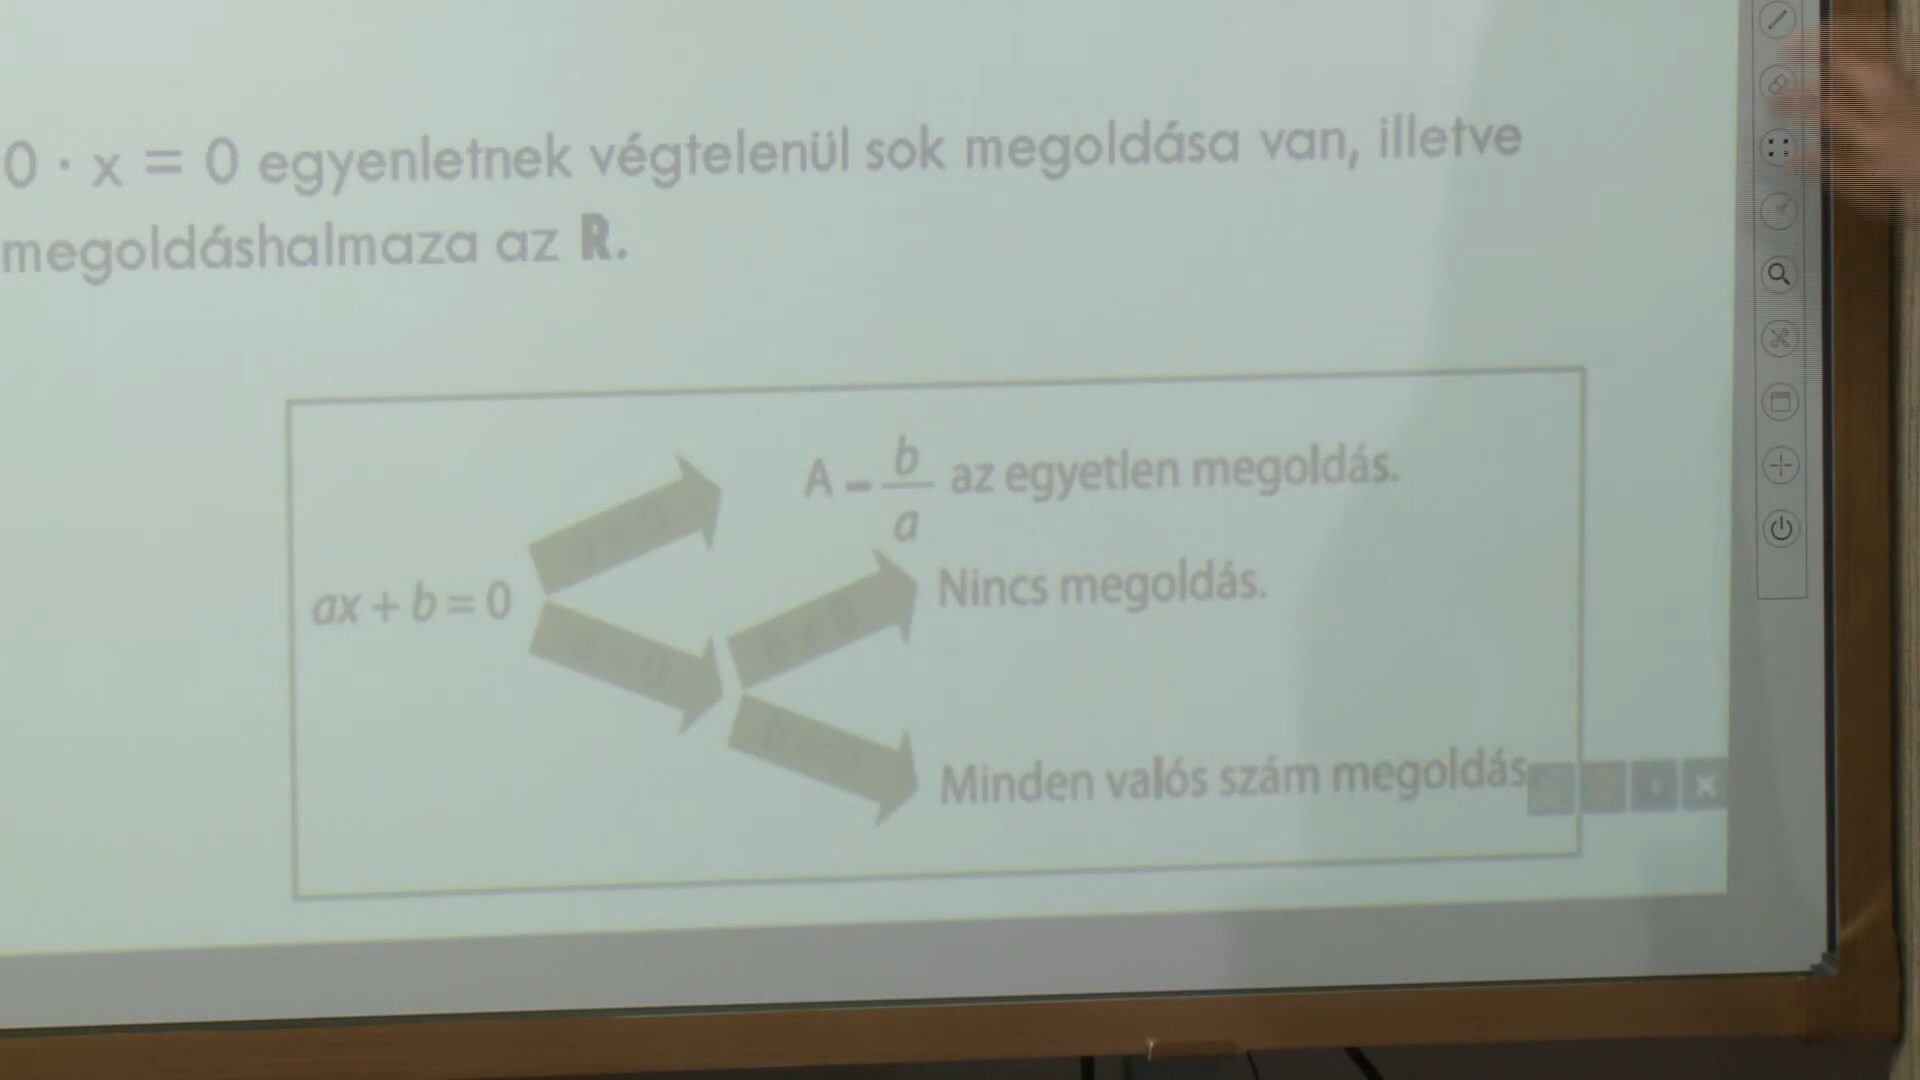 0 · x = 0 egyenletnek végtelenül sok megoldása van, illetve
megoldáshalmaza az R.
A - b/a az egyetlen megoldás.
ax + b = 0
a = 0
Nincs megoldás.
Minden valós szám megoldás